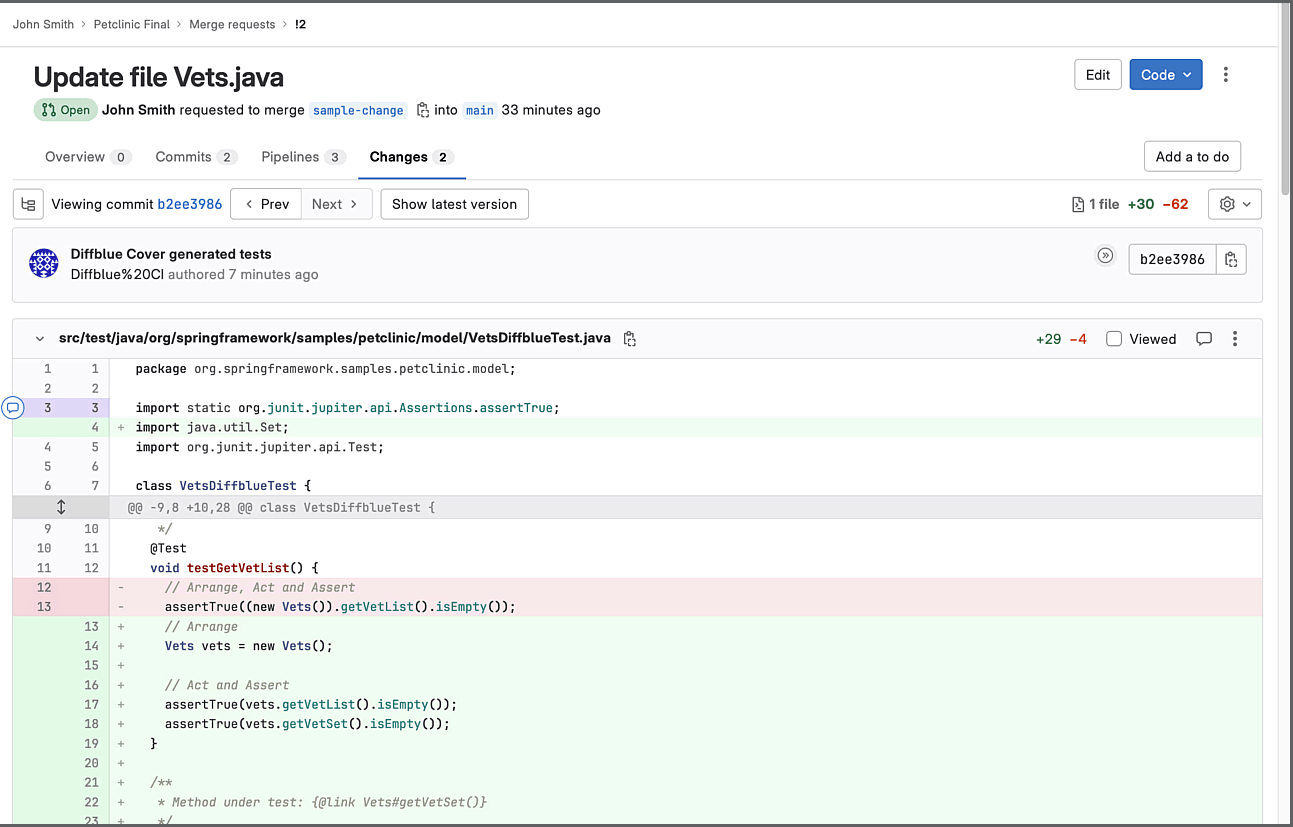 John Smith > Petclinic Final > Merge requests > !2
Update file Vets.java
Edit
Code
Open John Smith requested to merge sample-change into main 33 minutes ago
Overview 0 Commits 2 Pipelines 3 Changes 2
Add a to do
Viewing commit b2ee3986 < Prev Next > Show latest version
1 file +30 −62
Diffblue Cover generated tests
Diffblue%20CI authored 7 minutes ago
b2ee3986
src/test/java/org/springframework/samples/petclinic/model/VetsDiffblueTest.java
+29 −4 Viewed
1 1 package org.springframework.samples.petclinic.model;
2 2
3 3 import static org.junit.jupiter.api.Assertions.assertTrue;
4 + import java.util.Set;
4 5 import org.junit.jupiter.api.Test;
5 6
6 7 class VetsDiffblueTest {
@@ -9,8 +10,28 @@ class VetsDiffblueTest {
9 10 */
10 11 @Test
11 12 void testGetVetList() {
12 - // Arrange, Act and Assert
13 - assertTrue((new Vets()).getVetList().isEmpty());
13 + // Arrange
14 + Vets vets = new Vets();
15 +
16 + // Act and Assert
17 + assertTrue(vets.getVetList().isEmpty());
18 + assertTrue(vets.getVetSet().isEmpty());
19 + }
20 +
21 + /**
22 + * Method under test: {@link Vets#getVetSet()}
23 + */